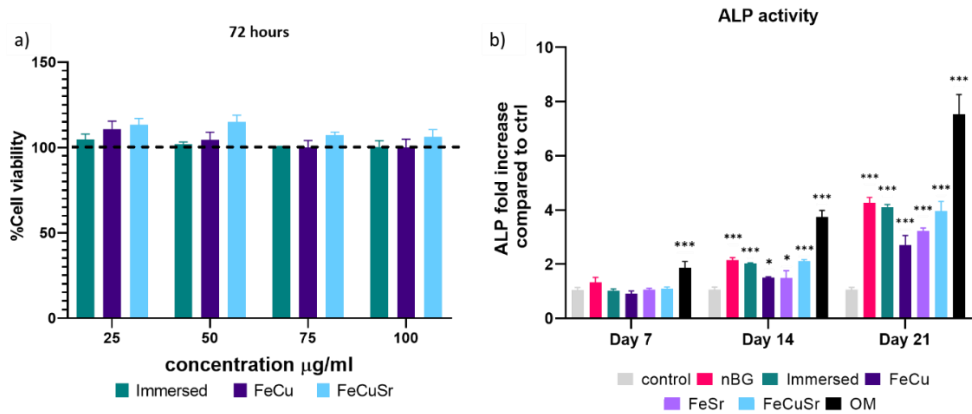 a)
72 hours
%Cell viability
150
100
50
0
25 50 75 100
concentration μg/ml
Immersed FeCu FeCuSr
b)
ALP activity
ALP fold increase
compared to ctrl
10
8
6
4
2
0
***
***
***
*
*
***
***
***
***
***
***
***
***
Day 7 Day 14 Day 21
control nBG Immersed FeCu
FeSr FeCuSr OM